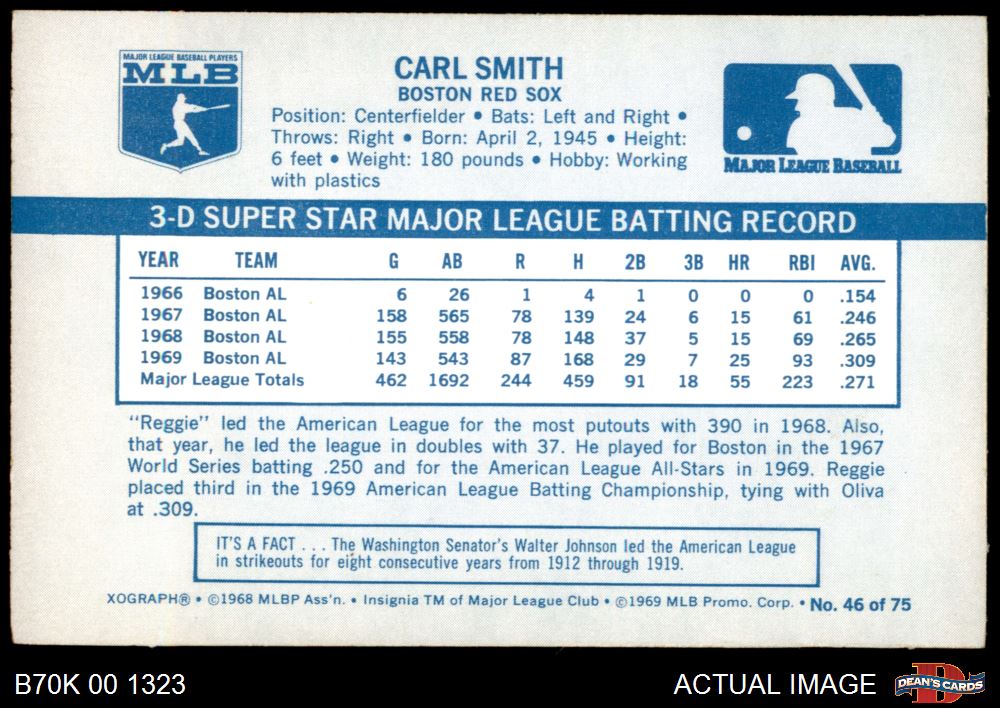 MAJOR LEAGUE BASEBALL PLAYERS
MLB
CARL SMITH
BOSTON RED SOX
Position: Centerfielder • Bats: Left and Right •
Throws: Right • Born: April 2, 1945 • Height:
6 feet • Weight: 180 pounds • Hobby: Working
with plastics
MAJOR LEAGUE BASEBALL
3-D SUPER STAR MAJOR LEAGUE BATTING RECORD
YEAR TEAM G AB R H 2B 3B HR RBI AVG.
1966 Boston AL 6 26 1 4 1 0 0 0 .154
1967 Boston AL 158 565 78 139 24 6 15 61 .246
1968 Boston AL 155 558 78 148 37 5 15 69 .265
1969 Boston AL 143 543 87 168 29 7 25 93 .309
Major League Totals 462 1692 244 459 91 18 55 223 .271
"Reggie" led the American League for the most putouts with 390 in 1968. Also,
that year, he led the league in doubles with 37. He played for Boston in the 1967
World Series batting .250 and for the American League All-Stars in 1969. Reggie
placed third in the 1969 American League Batting Championship, tying with Oliva
at .309.
IT'S A FACT . . . The Washington Senator's Walter Johnson led the American League
in strikeouts for eight consecutive years from 1912 through 1919.
XOGRAPH® • ©1968 MLBP Ass'n. • Insignia TM of Major League Club • ©1969 MLB Promo. Corp. • No. 46 of 75
B70K 00 1323
ACTUAL IMAGE
DEAN'S CARDS